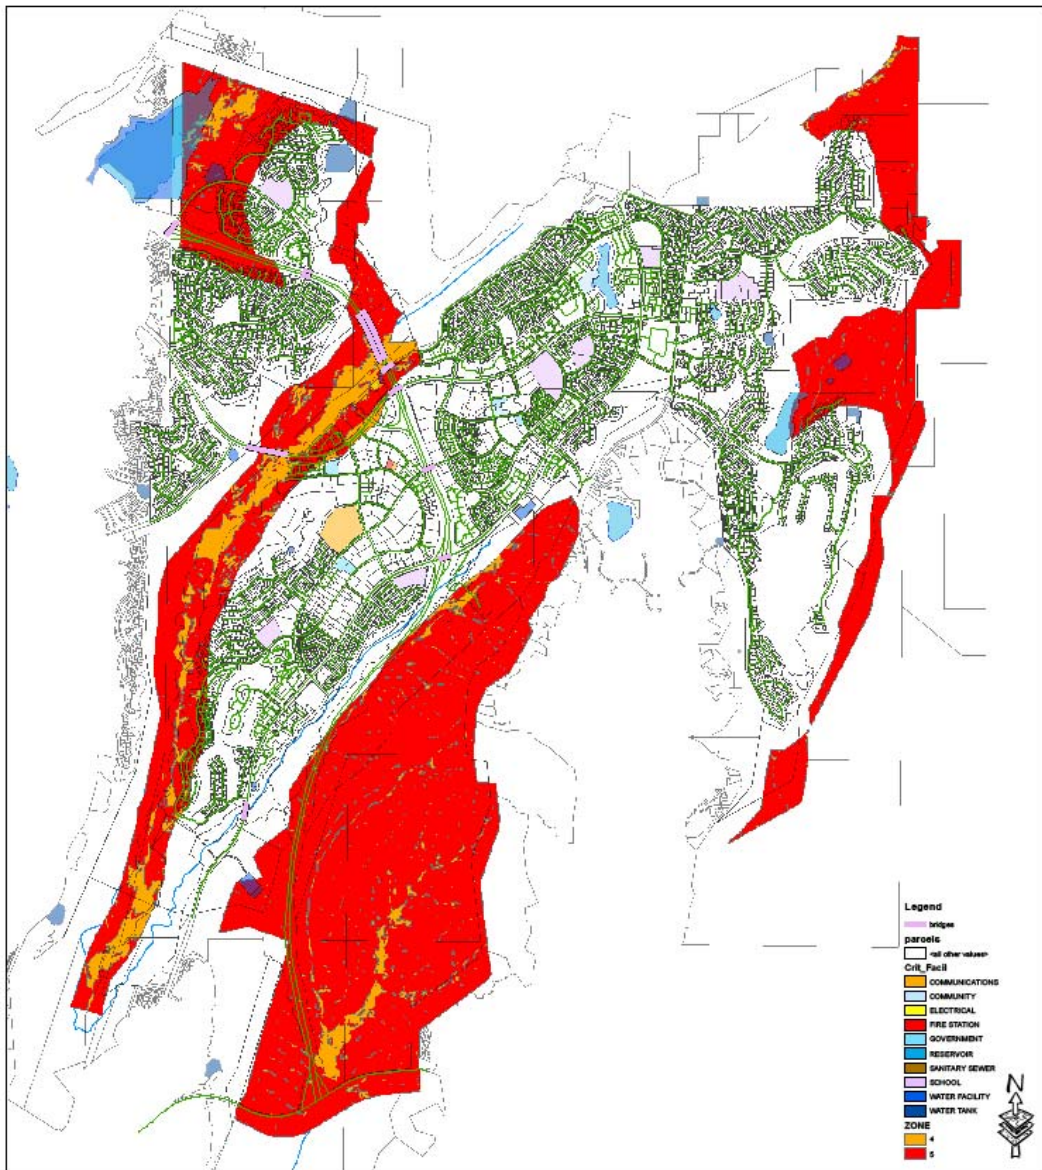 Legend
bridges
parcels
<all other values>
Crit_Facil
COMMUNICATIONS
COMMUNITY
ELECTRICAL
FIRE STATION
GOVERNMENT
RESERVOIR
SANITARY SEWER
SCHOOL
WATER FACILITY
WATER TANK
ZONE
4
5
N